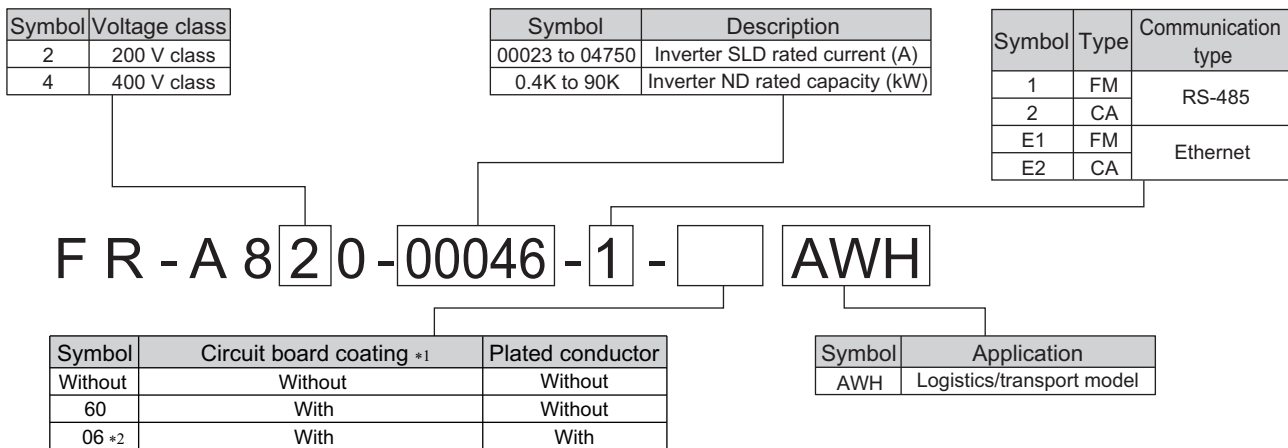 Symbol Voltage class
2 200 V class
4 400 V class
Symbol Description
00023 to 04750 Inverter SLD rated current (A)
0.4K to 90K Inverter ND rated capacity (kW)
Symbol Type Communication type
1 FM RS-485
2 CA
E1 FM Ethernet
E2 CA
FR-A820-00046-1- AWH
Symbol Circuit board coating *1 Plated conductor
Without Without Without
60 With Without
06 *2 With With
Symbol Application
AWH Logistics/transport model